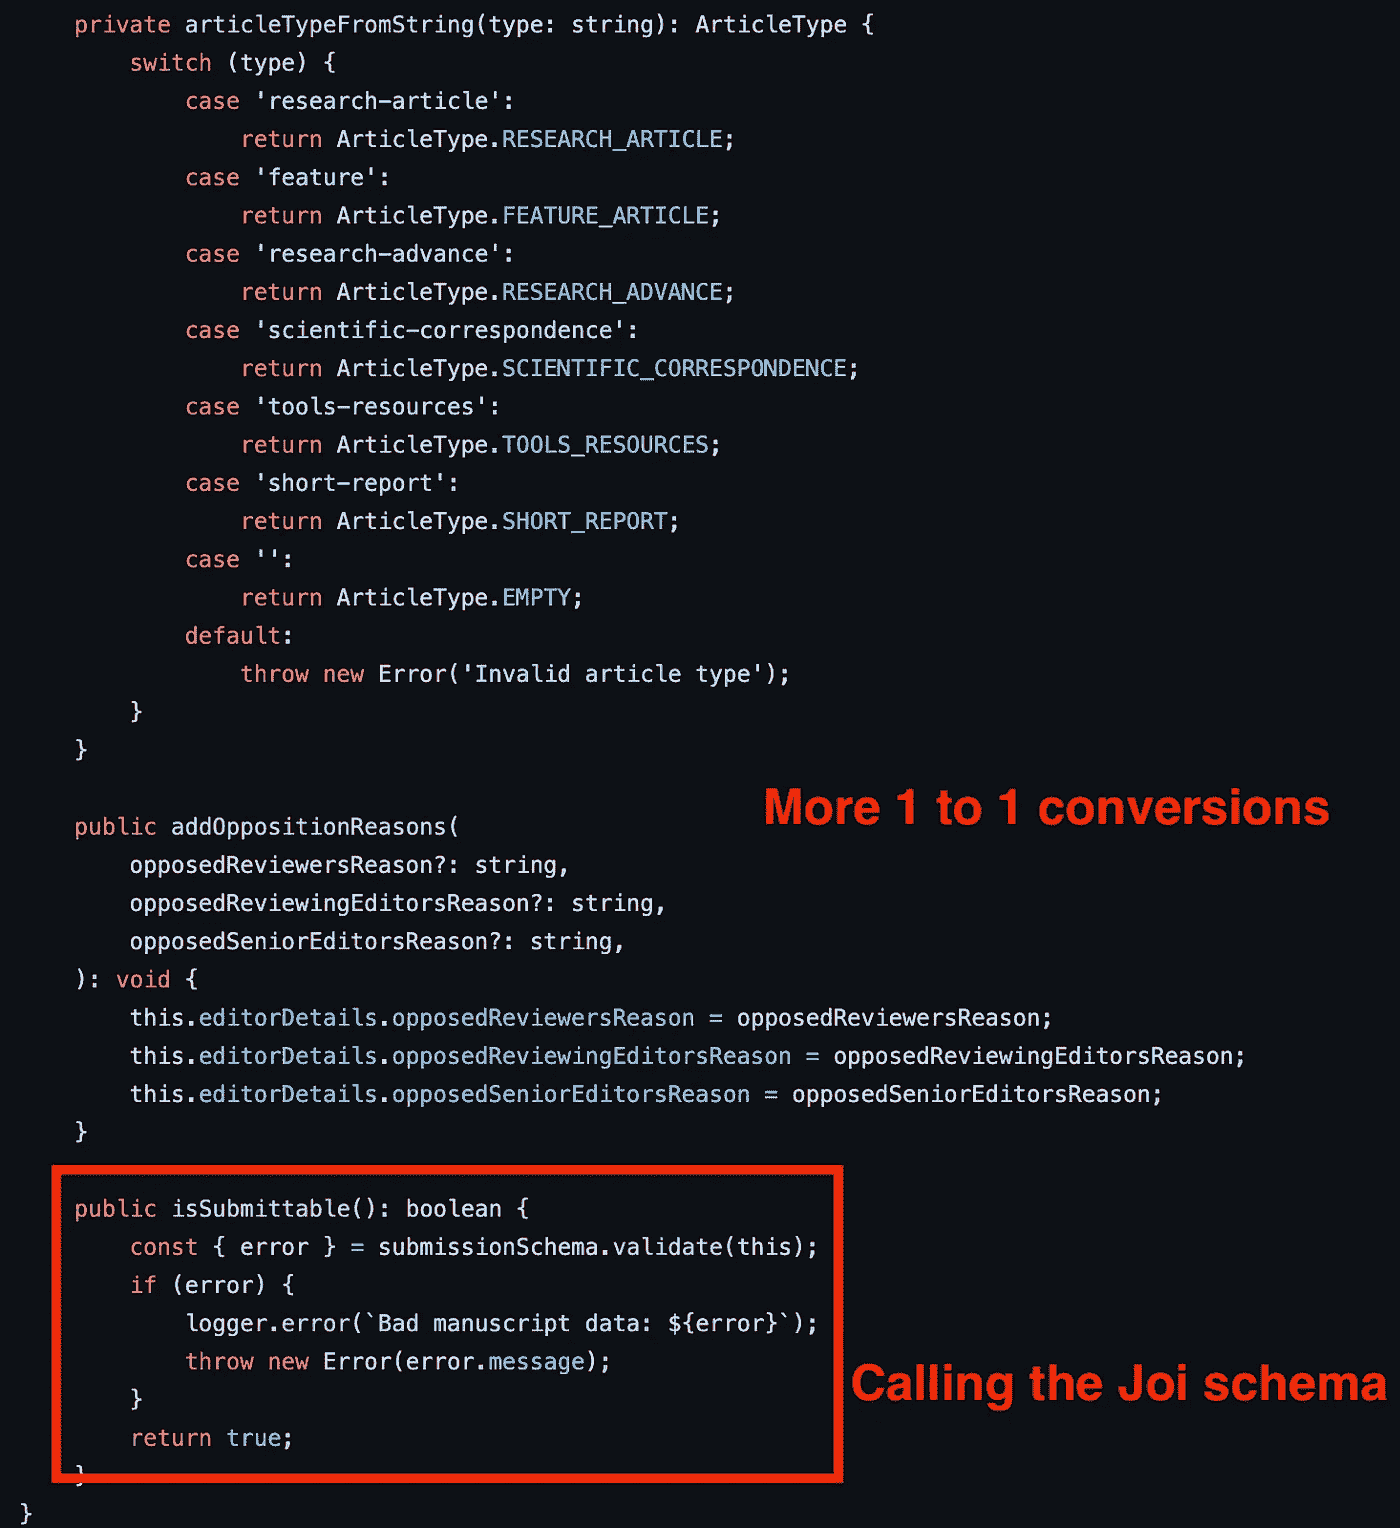 private articleTypeFromString(type: string): ArticleType {
switch (type) {
case 'research-article':
return ArticleType.RESEARCH_ARTICLE;
case 'feature':
return ArticleType.FEATURE_ARTICLE;
case 'research-advance':
return ArticleType.RESEARCH_ADVANCE;
case 'scientific-correspondence':
return ArticleType.SCIENTIFIC_CORRESPONDENCE;
case 'tools-resources':
return ArticleType.TOOLS_RESOURCES;
case 'short-report':
return ArticleType.SHORT_REPORT;
case '':
return ArticleType.EMPTY;
default:
throw new Error('Invalid article type');
}
}
More 1 to 1 conversions
public addOppositionReasons(
opposedReviewersReason?: string,
opposedReviewingEditorsReason?: string,
opposedSeniorEditorsReason?: string,
): void {
this.editorDetails.opposedReviewersReason = opposedReviewersReason;
this.editorDetails.opposedReviewingEditorsReason = opposedReviewingEditorsReason;
this.editorDetails.opposedSeniorEditorsReason = opposedSeniorEditorsReason;
}
public isSubmittable(): boolean {
const { error } = submissionSchema.validate(this);
if (error) {
logger.error(`Bad manuscript data: ${error}`);
throw new Error(error.message);
}
Calling the Joi schema
return true;
}
}